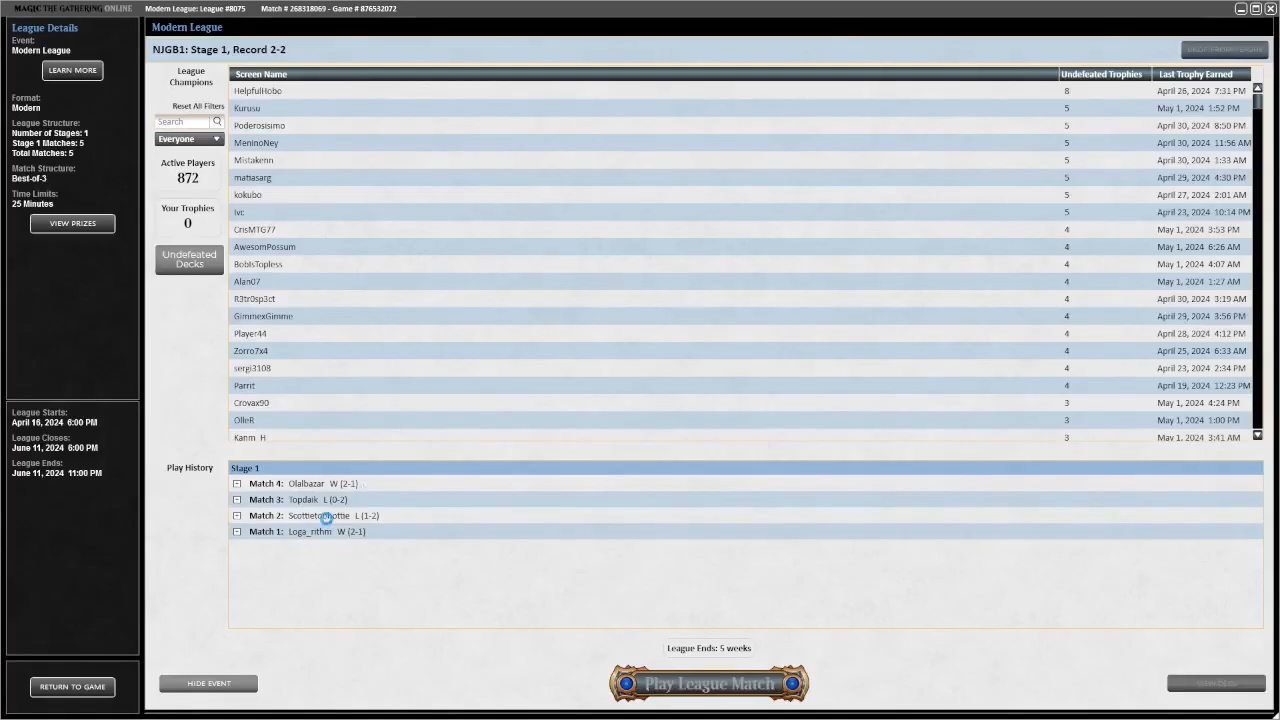 MAGIC THE GATHERING ONLINE Modern League: League #8075 Match # 268318069 - Game # 876532072
League Details
Event:
Modern League
LEARN MORE
Format:
Modern
League Structure:
Number of Stages: 1
Stage 1 Matches: 5
Total Matches: 5
Match Structure:
Best-of-3
Time Limits:
25 Minutes
VIEW PRIZES
League Starts:
April 16, 2024 6:00 PM
League Closes:
June 11, 2024 6:00 PM
League Ends:
June 11, 2024 11:00 PM
RETURN TO GAME
Modern League
NJGB1: Stage 1, Record 2-2
League
Champions
Reset All Filters
Search
Everyone
Active Players
872
Your Trophies
0
Undefeated
Decks
Screen Name Undefeated Trophies Last Trophy Earned
HelpfulHobo 8 April 26, 2024 7:31 PM
Kurusu 5 May 1, 2024 1:52 PM
Poderosisimo 5 April 30, 2024 8:50 PM
MeninoNey 5 April 30, 2024 11:56 AM
Mistakenn 5 April 30, 2024 1:33 AM
matiasarg 5 April 29, 2024 4:30 PM
kokubo 5 April 27, 2024 2:01 AM
5 April 23, 2024 10:14 PM
CrisMTG77 4 May 1, 2024 3:53 PM
AwesomPossum 4 May 1, 2024 6:26 AM
BobIsTopless 4 May 1, 2024 4:07 AM
Alan07 4 May 1, 2024 1:27 AM
R3tr0sp3ct 4 April 30, 2024 3:19 AM
GimmexGimme 4 April 29, 2024 3:56 PM
Player44 4 April 28, 2024 4:12 PM
Zorro7x4 4 April 25, 2024 6:33 AM
sergi3108 4 April 23, 2024 2:34 PM
Parrit 4 April 19, 2024 12:23 PM
Crovax90 3 May 1, 2024 4:24 PM
OlleR 3 May 1, 2024 1:00 PM
Kanm_H 3 May 1, 2024 3:41 AM
Play History
Stage 1
Match 4: Olalbazar W (2-1)
Match 3: Topdaik L (0-2)
Match 2: L (1-2)
Match 1: Loga_rithm W (2-1)
League Ends: 5 weeks
HIDE EVENT
Play League Match